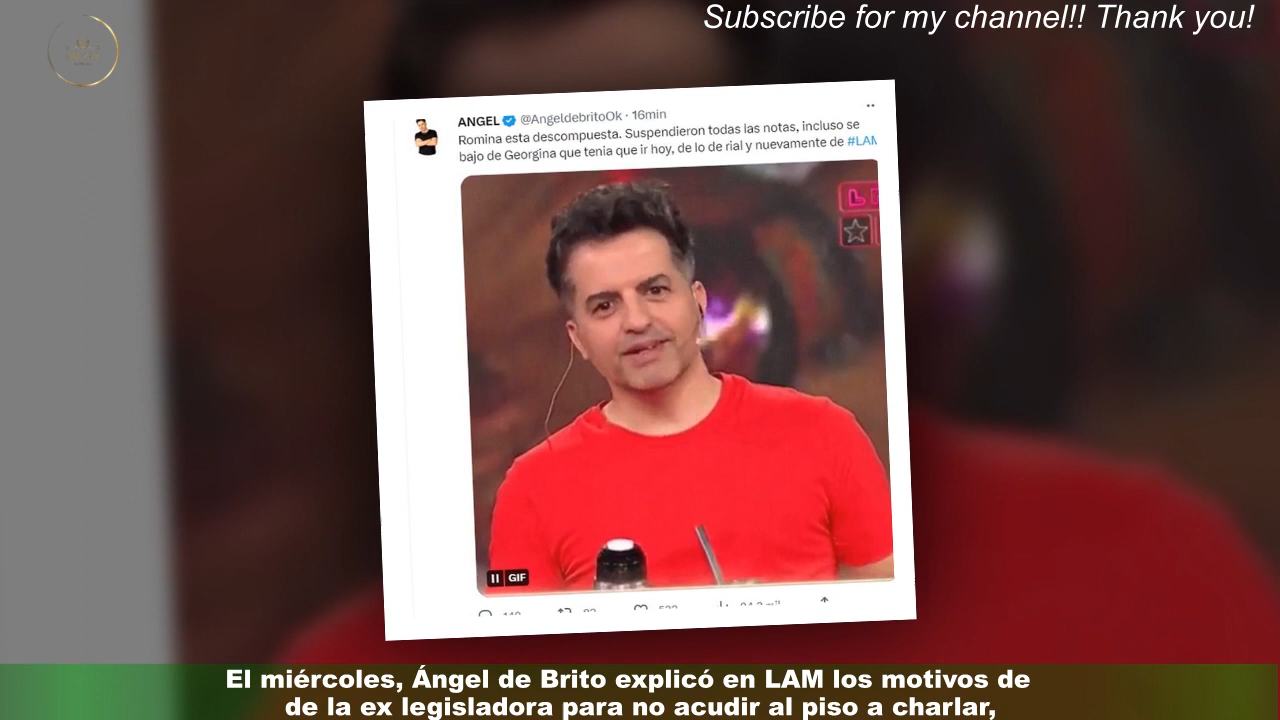 Subscribe for my channel!! Thank you!
ANGEL @AngeldebritoOk · 16min
Romina esta descompuesta. Suspendieron todas las notas, incluso se
bajo de Georgina que tenia que ir hoy, de lo de rial y nuevamente de #LAM
GIF
El miércoles, Ángel de Brito explicó en LAM los motivos de
de la ex legisladora para no acudir al piso a charlar,